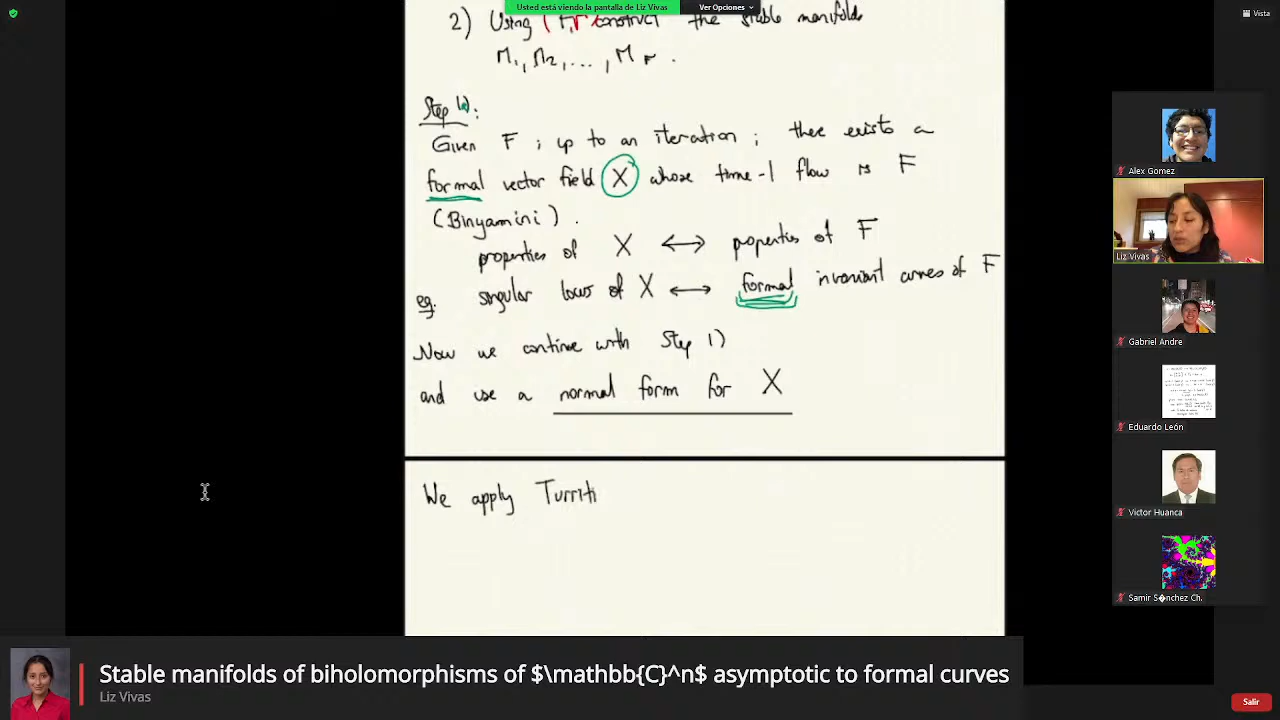 Usted está viendo la pantalla de Liz Vivas
Ver Opciones
Vista
2) Using construct the stable manifolds
M1, M2, ..., Mr.
Step 1a):
Given F; up to an iteration; there exists a
formal vector field X whose time-1 flow is F
(Binyamini).
properties of X ↔ properties of F
eg. singular locus of X ↔ formal invariant curves of F
Now we continue with Step 1)
and use a normal form for X
We apply Turriti
Alex Gomez
Liz Vivas
Gabriel Andre
Eduardo León
Victor Huanca
Samir S�nchez Ch.
Stable manifolds of biholomorphisms of $\mathbb{C}^n$ asymptotic to formal curves
Liz Vivas
Salir